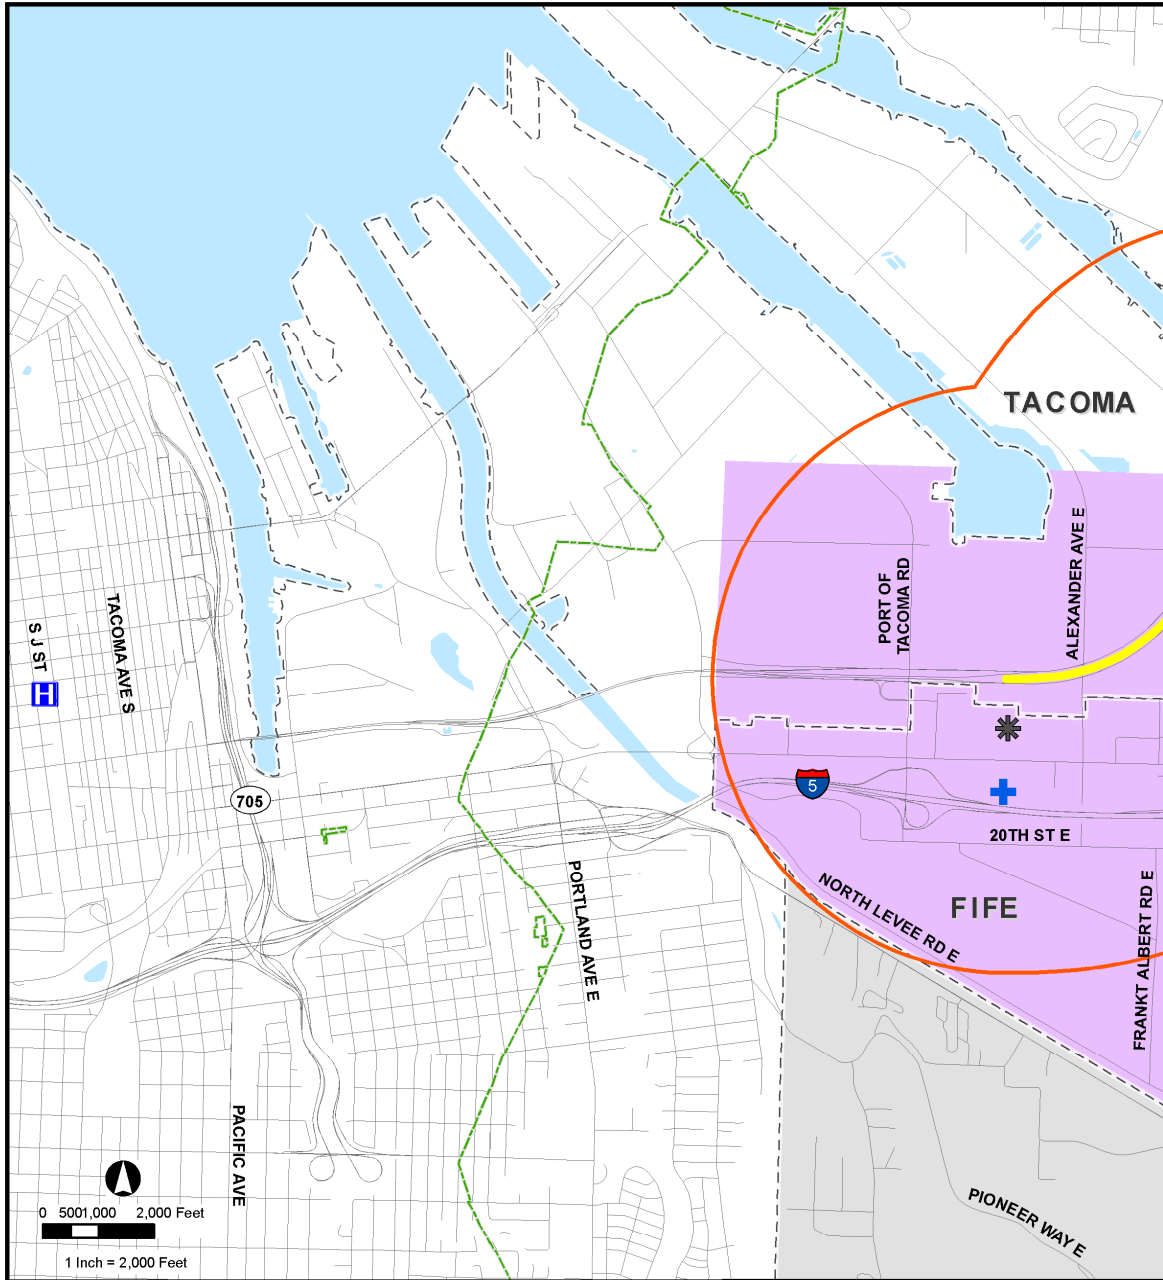 TACOMA
ALEXANDER AVE E
PORT OF
TACOMA RD
TACOMA AVE S
S J ST
H
705
5
20TH ST E
PORTLAND AVE E
NORTH LEVEE RD E
FIFE
FRANKT ALBERT RD E
PACIFIC AVE
PIONEER WAY E
0 5001,000 2,000 Feet
1 Inch = 2,000 Feet